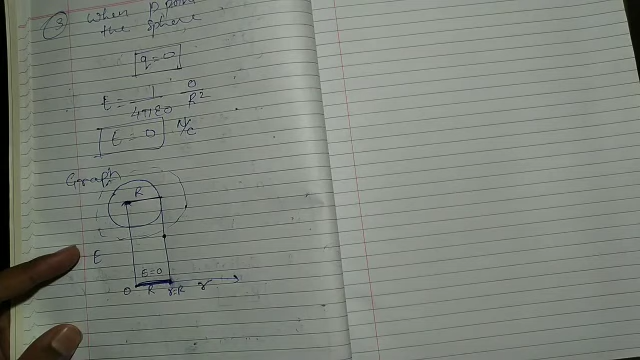 ③ When P point
the sphere
q = 0
E = 1 0
4πε0 R²
E = 0 N/C
Graph
R
E
E=0
0 R r=R r